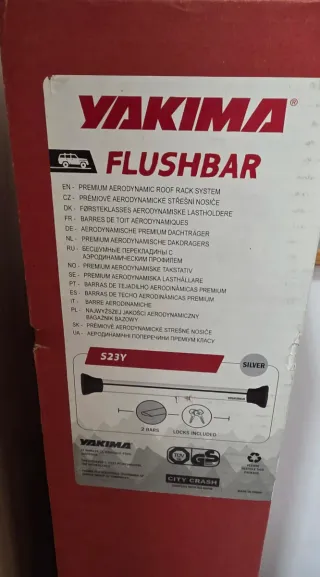 YAKIMA®
FLUSHBAR
EN - PREMIUM AERODYNAMIC ROOF RACK SYSTEM
CZ - PRÉMIOVÉ AERODYNAMICKÉ STŘEŠNÍ NOSIČE
DK - FØRSTEKLASSES AERODYNAMISKE LASTHOLDERE
FR - BARRES DE TOIT AÉRODYNAMIQUES
DE - AERODYNAMISCHE PREMIUM DACHTRÄGER
NL - PREMIUM AERODYNAMISCHE DAKDRAGERS
RU - БЕСШУМНЫЕ ПЕРЕКЛАДИНЫ С
АЭРОДИНАМИЧЕСКИМ ПРОФИЛЕМ
NO - PREMIUM AERODYNAMISKE TAKSTATIV
SE - PREMIUM AERODYNAMISKA LASTHÅLLARE
PT - BARRAS DE TEJADILHO AERODINÂMICAS PREMIUM
ES - BARRAS DE TECHO AERODINÁMICAS PREMIUM
IT - BARRE AERODINAMICHE
PL - NAJWYŻSZEJ JAKOŚCI AERODYNAMICZNY
BAGAŻNIK BAZOWY
SK - PRÉMIOVÉ AERODYNAMICKÉ STREŠNÉ NOSIČE
UA - АЕРОДИНАМІЧНІ ПОПЕРЕЧИНИ ПРЕМІУМ КЛАСУ
S23Y
SILVER
YAKIMA
2 BARS
LOCKS INCLUDED
YAKIMA
TÜV
GS
CITY CRASH